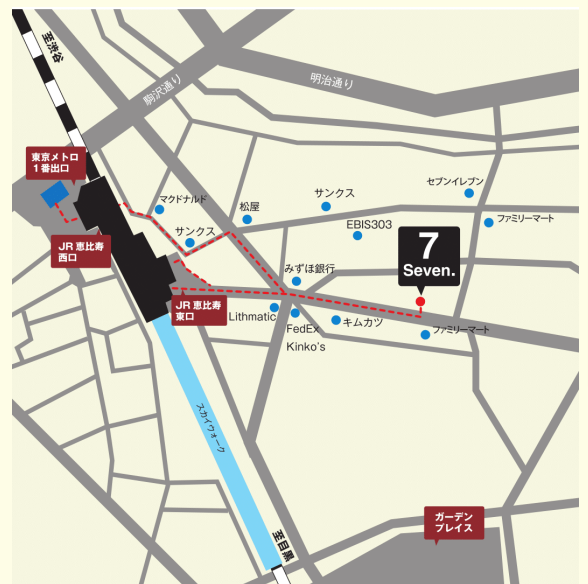 至渋谷
駒沢通り
明治通り
東京メトロ
1番出口
マクドナルド
松屋
サンクス
セブンイレブン
ファミリーマート
EBIS303
サンクス
JR 恵比寿
西口
7
Seven.
みずほ銀行
JR 恵比寿
東口
Lithmatic
FedEx
Kinko's
キムカツ
ファミリーマート
スカイウォーク
ガーデン
プレイス
至目黒